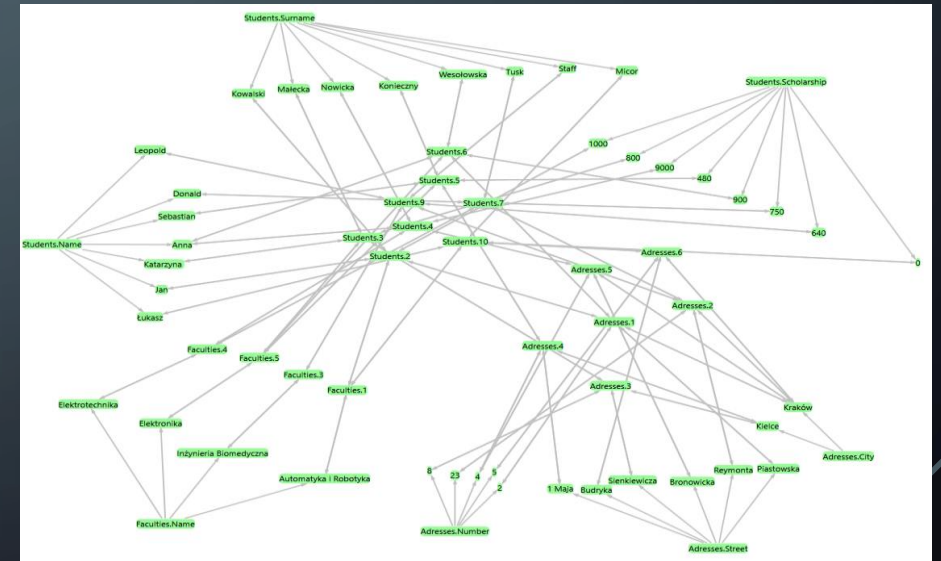 Students.Surname
Kowalski
Małecka
Nowicka
Konieczny
Wesołowska
Tusk
Staff
Micor
Students.Scholarship
1000
800
9000
480
900
750
640
0
Leopold
Donald
Sebastian
Students.Name
Anna
Katarzyna
Jan
Łukasz
Students.6
Students.5
Students.9
Students.7
Students.4
Students.3
Students.10
Students.2
Adresses.6
Adresses.5
Adresses.2
Adresses.1
Adresses.4
Adresses.3
Faculties.4
Faculties.5
Faculties.3
Faculties.1
Elektrotechnika
Elektronika
Inżynieria Biomedyczna
Automatyka i Robotyka
Faculties.Name
8
23
4
5
2
Adresses.Number
1 Maja
Budryka
Sienkiewicza
Bronowicka
Reymonta
Piastowska
Adresses.Street
Kraków
Kielce
Adresses.City